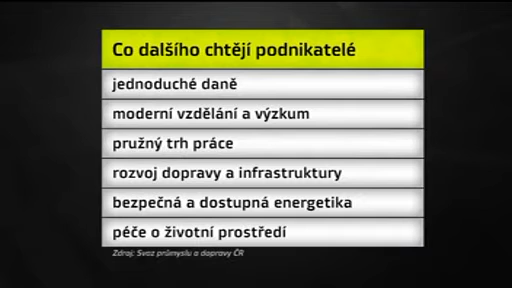 Co dalšího chtějí podnikatelé
jednoduché daně
moderní vzdělání a výzkum
pružný trh práce
rozvoj dopravy a infrastruktury
bezpečná a dostupná energetika
péče o životní prostředí
Zdroj: Svaz průmyslu a dopravy ČR